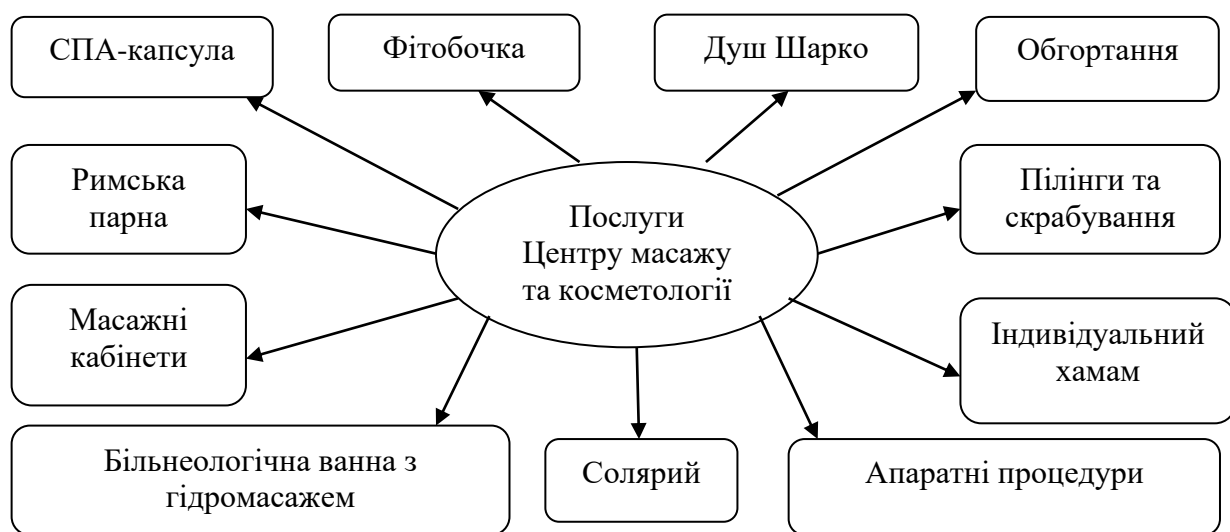 СПА-капсула
Фітобочка
Душ Шарко
Обгортання
Римська
парна
Послуги
Центру масажу
та косметології
Пілінги та
скрабування
Масажні
кабінети
Індивідуальний
хамам
Більнеологічна ванна з
гідромасажем
Солярий
Апаратні процедури